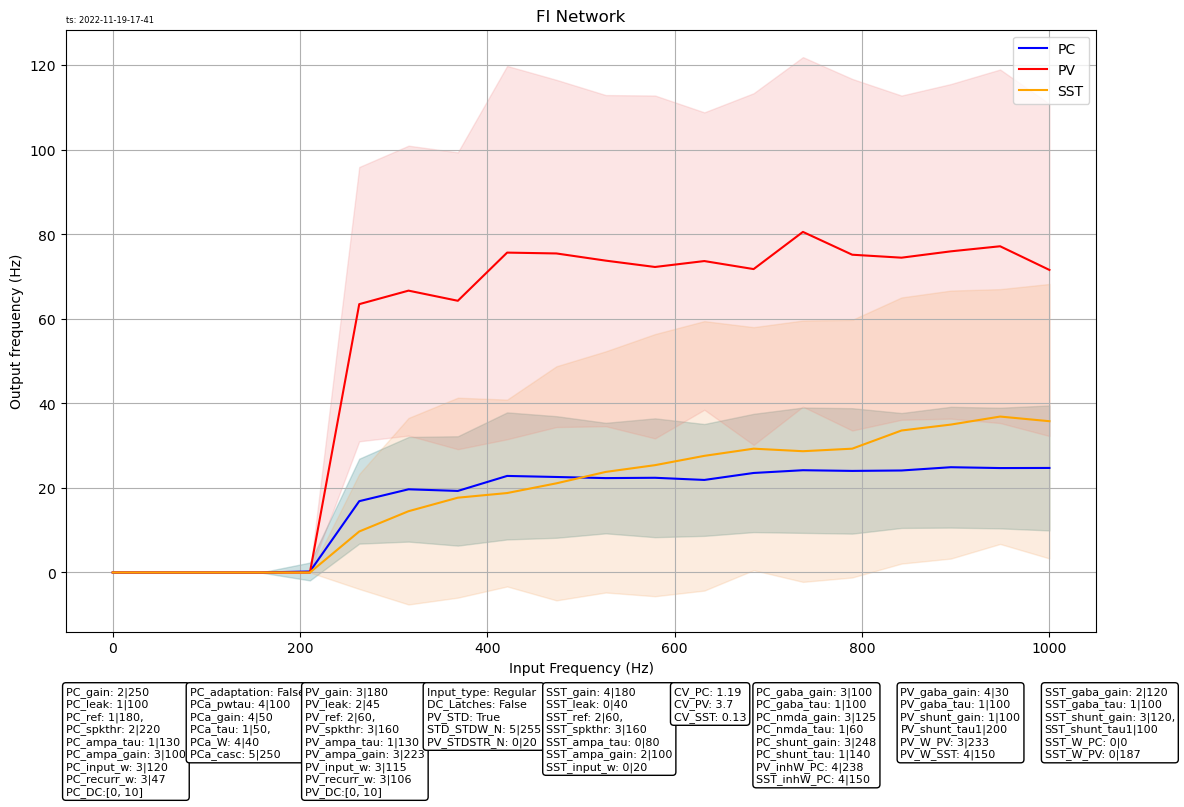 ts: 2022-11-19-17-41
FI Network
PC
PV
SST
120
100
80
60
40
20
0
Output frequency (Hz)
0
200
400
600
800
1000
Input Frequency (Hz)
PC_gain: 2|250
PC_leak: 1|100
PC_ref: 1|180,
PC_spkthr: 2|220
PC_ampa_tau: 1|130
PC_ampa_gain: 3|100
PC_input_w: 3|120
PC_recurr_w: 3|47
PC_DC:[0, 10]
PC_adaptation: False
PCa_pwtau: 4|100
PCa_gain: 4|50
PCa_tau: 1|50,
PCa_W: 4|40
PCa_casc: 5|250
PV_gain: 3|180
PV_leak: 2|45
PV_ref: 2|60,
PV_spkthr: 3|160
PV_ampa_tau: 1|130
PV_ampa_gain: 3|223
PV_input_w: 3|115
PV_recurr_w: 3|106
PV_DC:[0, 10]
Input_type: Regular
DC_Latches: False
PV_STD: True
STD_STDW_N: 5|255
PV_STDSTR_N: 0|20
SST_gain: 4|180
SST_leak: 0|40
SST_ref: 2|60,
SST_spkthr: 3|160
SST_ampa_tau: 0|80
SST_ampa_gain: 2|100
SST_input_w: 0|20
CV_PC: 1.19
CV_PV: 3.7
CV_SST: 0.13
PC_gaba_gain: 3|100
PC_gaba_tau: 1|100
PC_nmda_gain: 3|125
PC_nmda_tau: 1|60
PC_shunt_gain: 3|248
PC_shunt_tau: 1|140
PV_inhW_PC: 4|238
SST_inhW_PC: 4|150
PV_gaba_gain: 4|30
PV_gaba_tau: 1|100
PV_shunt_gain: 1|100
PV_shunt_tau1|200
PV_W_PV: 3|233
PV_W_SST: 4|150
SST_gaba_gain: 2|120
SST_gaba_tau: 1|100
SST_shunt_gain: 3|120,
SST_shunt_tau1|100
SST_W_PC: 0|0
SST_W_PV: 0|187